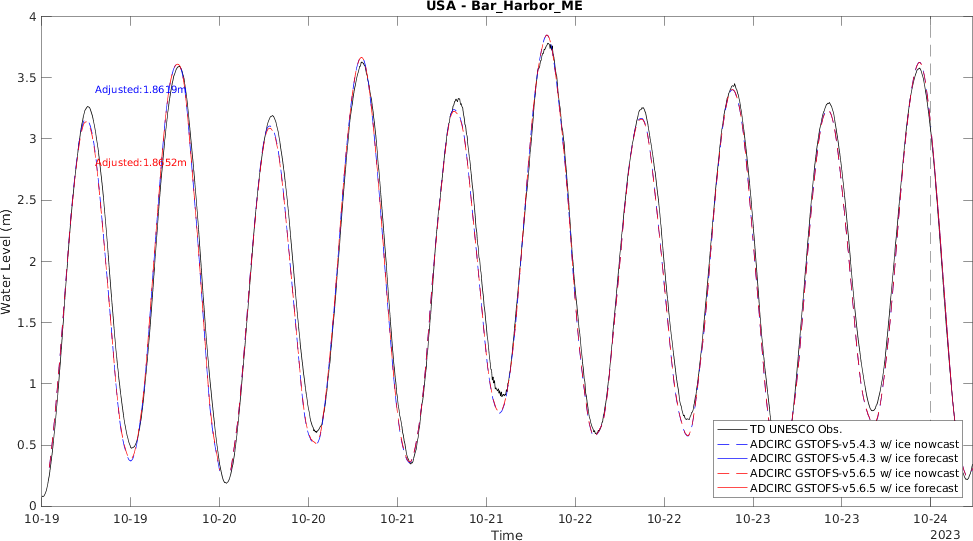 USA - Bar_Harbor_ME
4
3.5
3
2.5
2
1.5
1
0.5
0
Water Level (m)
Adjusted:1.8619m
Adjusted:1.8652m
TD UNESCO Obs.
ADCIRC GSTOFS-v5.4.3 w/ ice nowcast
ADCIRC GSTOFS-v5.4.3 w/ ice forecast
ADCIRC GSTOFS-v5.6.5 w/ ice nowcast
ADCIRC GSTOFS-v5.6.5 w/ ice forecast
10-19 10-19 10-20 10-20 10-21 10-21 10-22 10-22 10-23 10-23 10-24
2023
Time